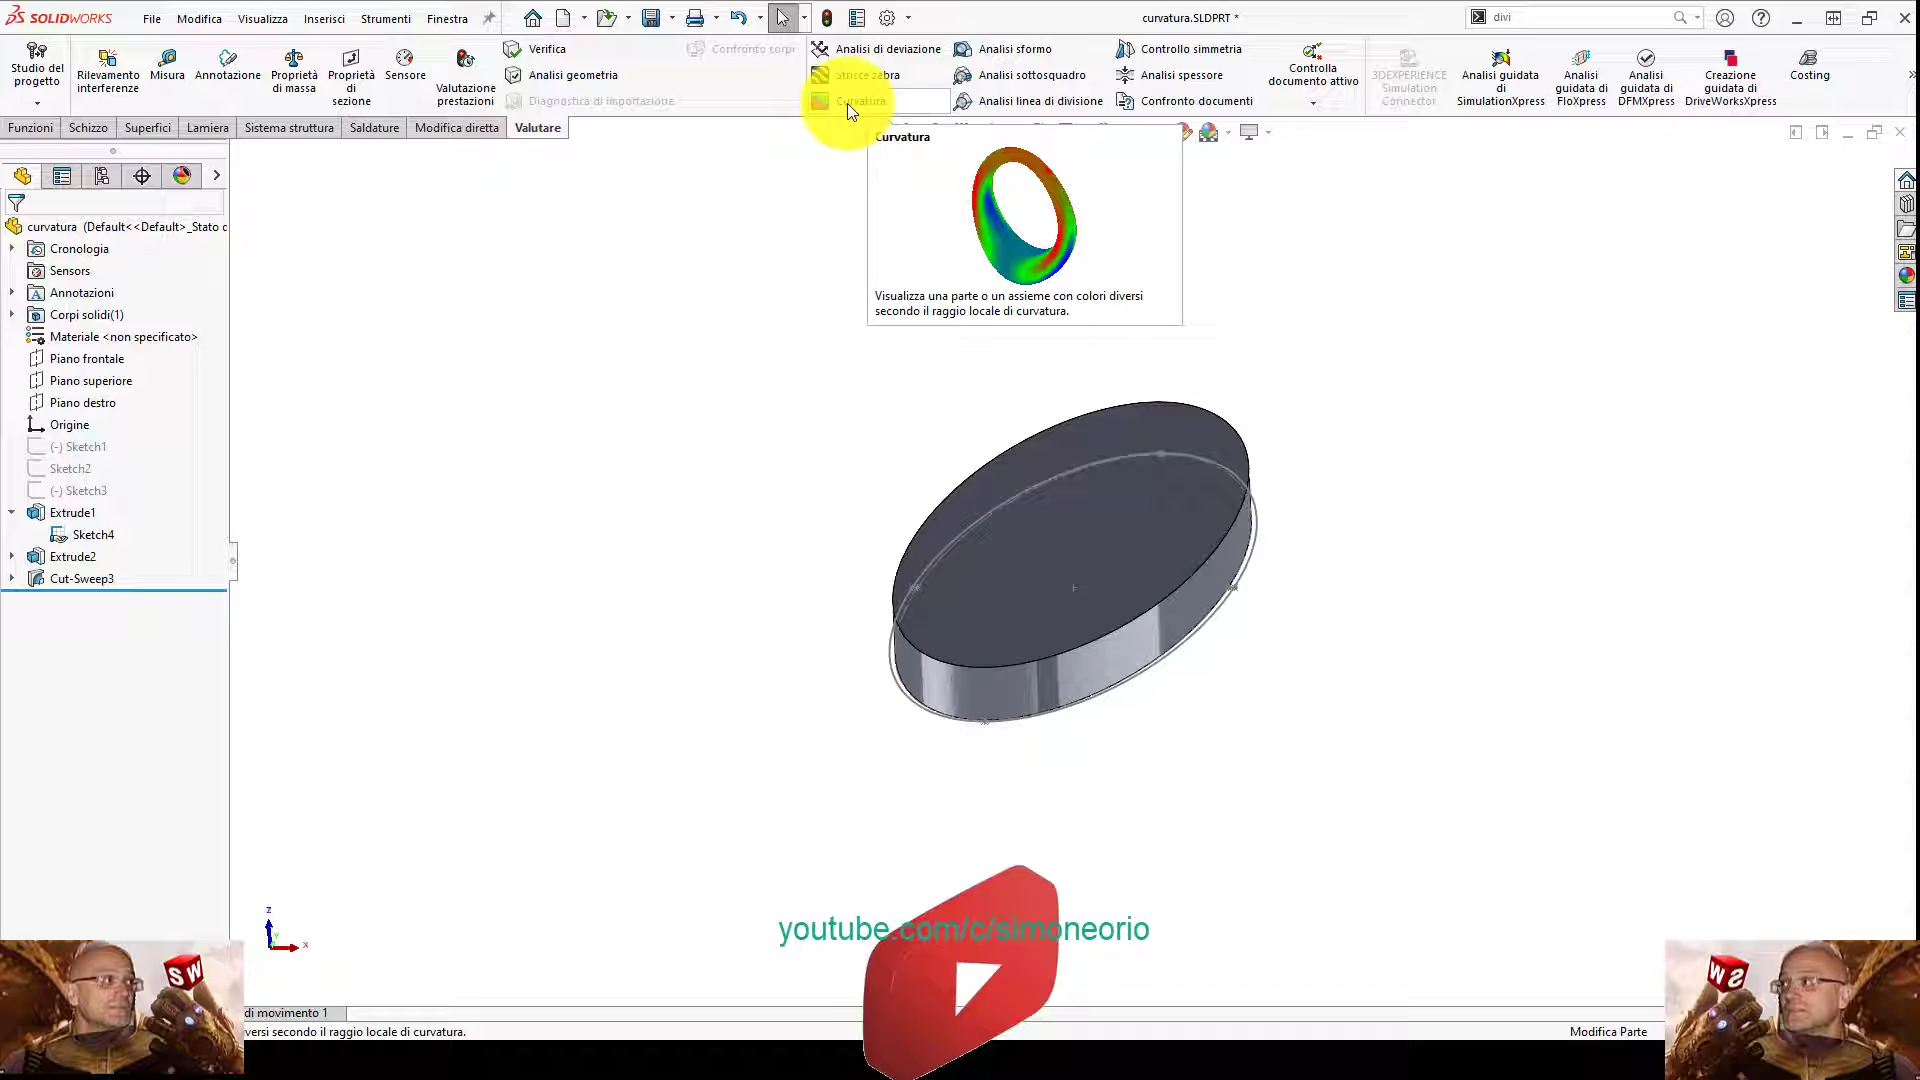 SOLIDWORKS
File
Modifica
Visualizza
Inserisci
Strumenti
Finestra
curvatura.SLDPRT *
divi
Studio del
progetto
Rilevamento
interferenze
Misura
Annotazione
Proprietà
di massa
Proprietà
di
sezione
Sensore
Valutazione
prestazioni
Verifica
Analisi geometria
Diagnostica di importazione
Confronto corpi
Analisi di deviazione
Strisce zebra
Curvatura
Analisi sformo
Analisi sottosquadro
Analisi linea di divisione
Controllo simmetria
Analisi spessore
Confronto documenti
Controlla
documento attivo
3DEXPERIENCE
Simulation
Connector
Analisi guidata
di
SimulationXpress
Analisi
guidata di
FloXpress
Analisi
guidata di
DFMXpress
Creazione
guidata di
DriveWorksXpress
Costing
Funzioni
Schizzo
Superfici
Lamiera
Sistema struttura
Saldature
Modifica diretta
Valutare
Curvatura
Visualizza una parte o un assieme con colori diversi
secondo il raggio locale di curvatura.
curvatura (Default<<Default>_Stato c
Cronologia
Sensors
Annotazioni
Corpi solidi(1)
Materiale <non specificato>
Piano frontale
Piano superiore
Piano destro
Origine
(-) Sketch1
Sketch2
(-) Sketch3
Extrude1
Sketch4
Extrude2
Cut-Sweep3
z
Y
x
youtube.com/c/simoneorio
SW
SW
di movimento 1
versi secondo il raggio locale di curvatura.
Modifica Parte